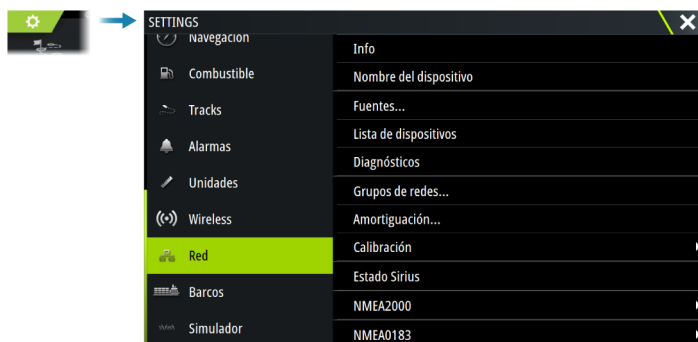 SETTINGS
Navegación
Combustible
Tracks
Alarmas
Unidades
Wireless
Red
Barcos
Simulador
Info
Nombre del dispositivo
Fuentes...
Lista de dispositivos
Diagnósticos
Grupos de redes...
Amortiguación...
Calibración
Estado Sirius
NMEA2000
NMEA0183